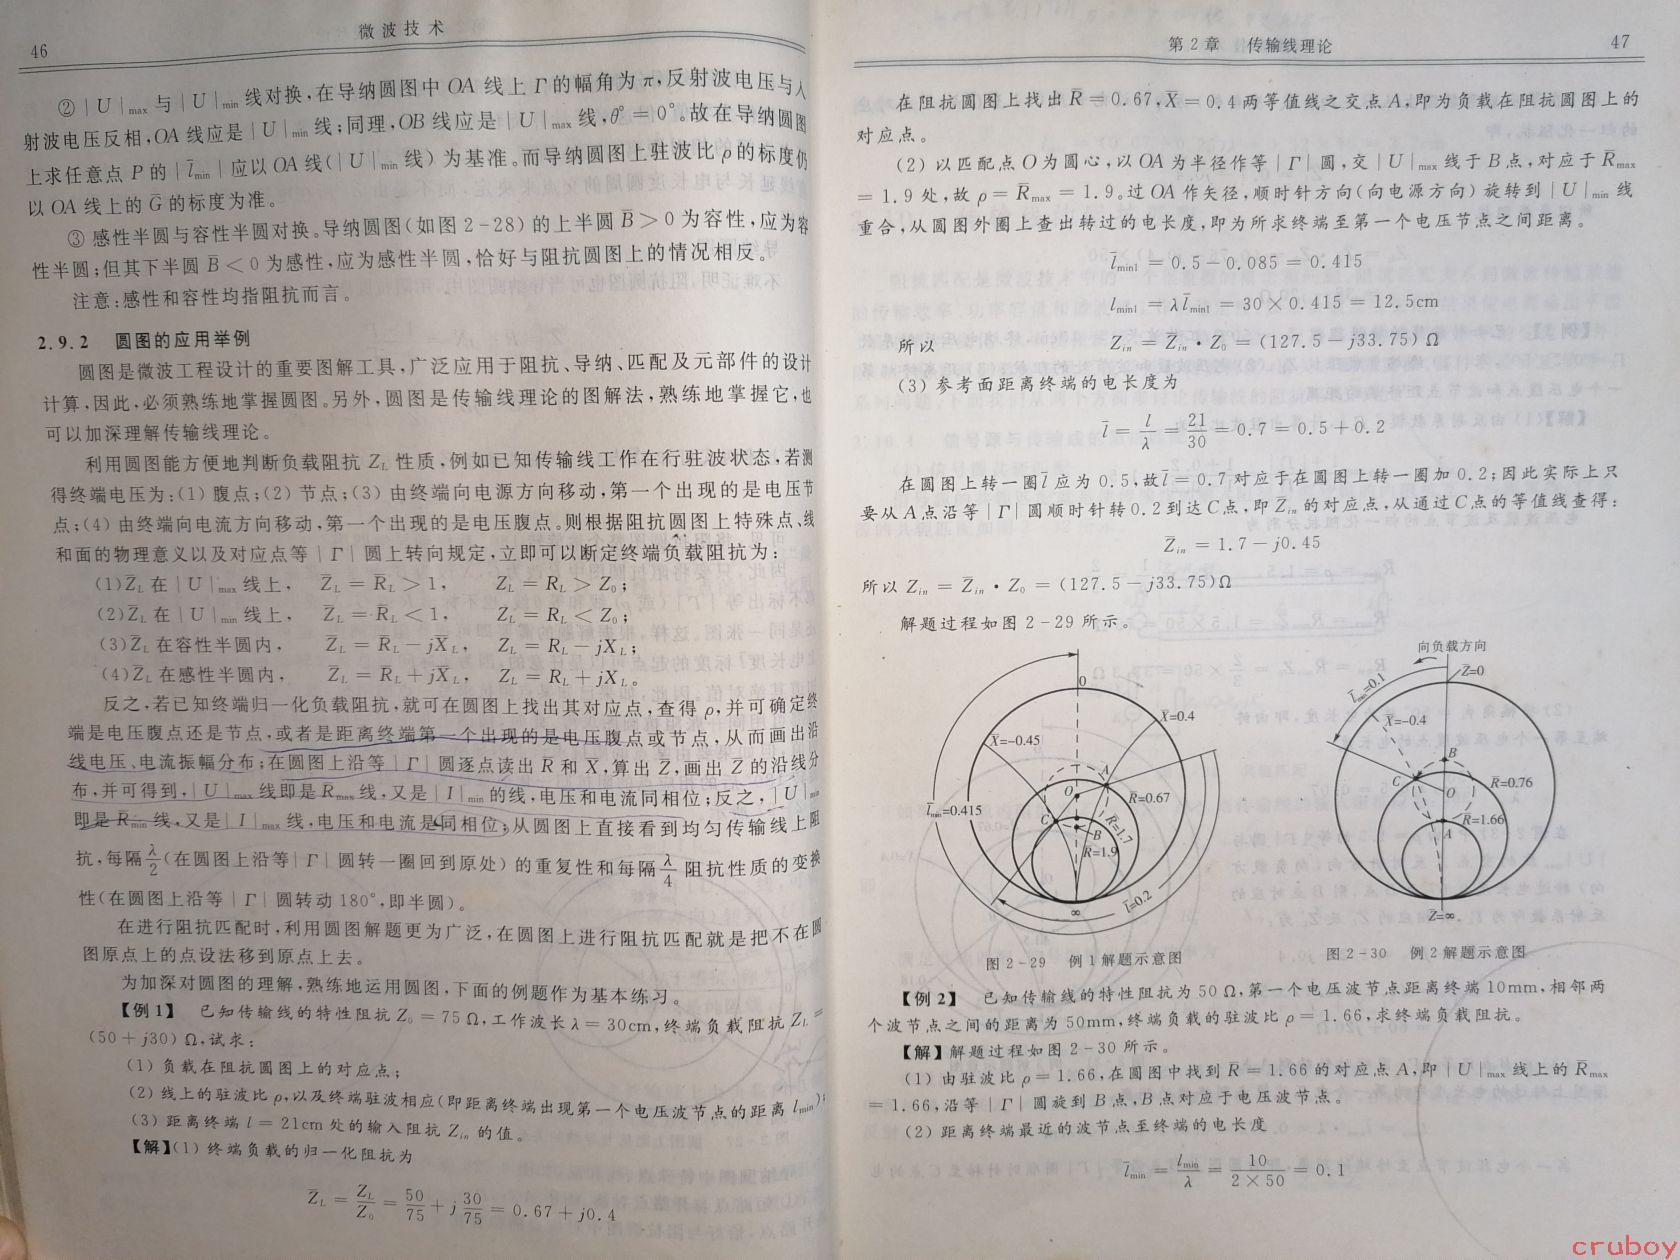 46
微波技术
② |U|max 与 |U|min 线对换,在导纳圆图中 OA 线上 Γ 的幅角为 π,反射波电压与入
射波电压反相,OA 线应是 |U|min 线;同理,OB 线应是 |U|max 线,θ° = 0°。故在导纳圆图
上求任意点 P 的 |l̄min| 应以 OA 线(|U|min 线) 为基准。而导纳圆图上驻波比 ρ 的标度仍
以 OA 线上的 G̅ 的标度为准。
③ 感性半圆与容性半圆对换。导纳圆图(如图 2-28) 的上半圆 B̅ > 0 为容性,应为容
性半圆;但其下半圆 B̅ < 0 为感性,应为感性半圆,恰好与阻抗圆图上的情况相反。
注意:感性和容性均指阻抗而言。
2.9.2 圆图的应用举例
圆图是微波工程设计的重要图解工具,广泛应用于阻抗、导纳、匹配及元部件的设计
计算,因此,必须熟练地掌握圆图。另外,圆图是传输线理论的图解法,熟练地掌握它,也
可以加深理解传输线理论。
利用圆图能方便地判断负载阻抗 ZL 性质,例如已知传输线工作在行驻波状态,若测
得终端电压为:(1) 腹点;(2) 节点;(3) 由终端向电源方向移动,第一个出现的是电压节
点;(4) 由终端向电流方向移动,第一个出现的是电压腹点。则根据阻抗圆图上特殊点、线
和面的物理意义以及对应点等 |Γ| 圆上转向规定,立即可以断定终端负载阻抗为:
(1)Z̅L 在 |U|max 线上, Z̅L = R̅L > 1, ZL = RL > Z0;
(2)Z̅L 在 |U|min 线上, Z̅L = R̅L < 1, ZL = RL < Z0;
(3)Z̅L 在容性半圆内, Z̅L = R̅L − jX̅L, ZL = RL − jXL;
(4)Z̅L 在感性半圆内, Z̅L = R̅L + jX̅L, ZL = RL + jXL。
反之,若已知终端归一化负载阻抗,就可在圆图上找出其对应点,查得 ρ,并可确定终
端是电压腹点还是节点,或者是距离终端第一个出现的是电压腹点或节点,从而画出沿
线电压、电流振幅分布;在圆图上沿等 |Γ| 圆逐点读出 R̅ 和 X̅,算出 Z̅,画出 Z̅ 的沿线分
布,并可得到,|U|max 线即是 Rmax 线,又是 |I|min 的线,电压和电流同相位;反之,|U|min
即是 Rmin 线,又是 |I|max 线,电压和电流是同相位;从圆图上直接看到均匀传输线上阻
抗,每隔 λ/2 (在圆图上沿等 |Γ| 圆转一圈回到原处) 的重复性和每隔 λ/4 阻抗性质的变换
性(在圆图上沿等 |Γ| 圆转动 180°,即半圆)。
在进行阻抗匹配时,利用圆图解题更为广泛,在圆图上进行阻抗匹配就是把不在圆
图原点上的点设法移到原点上去。
为加深对圆图的理解,熟练地运用圆图,下面的例题作为基本练习。
【例 1】 已知传输线的特性阻抗 Z0 = 75 Ω,工作波长 λ = 30cm,终端负载阻抗 ZL =
(50 + j30) Ω,试求:
(1) 负载在阻抗圆图上的对应点;
(2) 线上的驻波比 ρ,以及终端驻波相应(即距离终端出现第一个电压波节点的距离 lmin)
(3) 距离终端 l = 21cm 处的输入阻抗 Zin 的值。
【解】(1) 终端负载的归一化阻抗为
Z̅L = ZL/Z0 = 50/75 + j 30/75 = 0.67 + j0.4
第 2 章 传输线理论
47
在阻抗圆图上找出 R̅ = 0.67,X̅ = 0.4 两等值线之交点 A,即为负载在阻抗圆图上的
对应点。
(2) 以匹配点 O 为圆心,以 OA 为半径作等 |Γ| 圆,交 |U|max 线于 B 点,对应于 R̅max
= 1.9 处,故 ρ = R̅max = 1.9。过 OA 作矢径,顺时针方向(向电源方向) 旋转到 |U|min 线
重合,从圆图外圈上查出转过的电长度,即为所求终端至第一个电压节点之间距离。
l̄min1 = 0.5 − 0.085 = 0.415
lmin1 = λ l̄min1 = 30 × 0.415 = 12.5cm
所以 Zin = Z̅in · Z0 = (127.5 − j33.75) Ω
(3) 参考面距离终端的电长度为
l̄ = l/λ = 21/30 = 0.7 = 0.5 + 0.2
在圆图上转一圈 l̄ 应为 0.5,故 l̄ = 0.7 对应于在圆图上转一圈加 0.2;因此实际上只
要从 A 点沿等 |Γ| 圆顺时针转 0.2 到达 C 点,即 Z̅in 的对应点,从通过 C 点的等值线查得:
Z̅in = 1.7 − j0.45
所以 Zin = Z̅in · Z0 = (127.5 − j33.75)Ω
解题过程如图 2-29 所示。
0
X̅=0.4
X̅=-0.45
A
O
R̅=0.67
l̄min=0.415
C
B
R̅=1.7
R̅=1.9
∞
l̄=0.2
图 2-29 例 1 解题示意图
向负载方向
Z̅=0
l̄min=0.1
X̅=-0.4
B
C
O
R̅=0.76
R̅=1.66
A
Z̅=∞
图 2-30 例 2 解题示意图
【例 2】 已知传输线的特性阻抗为 50 Ω,第一个电压波节点距离终端 10mm,相邻两
个波节点之间的距离为 50mm,终端负载的驻波比 ρ = 1.66,求终端负载阻抗。
【解】解题过程如图 2-30 所示。
(1) 由驻波比 ρ = 1.66,在圆图中找到 R̅ = 1.66 的对应点 A,即 |U|max 线上的 R̅max
= 1.66,沿等 |Γ| 圆旋到 B 点,B 点对应于电压波节点。
(2) 距离终端最近的波节点至终端的电长度
l̄min = lmin/λ = 10/(2 × 50) = 0.1
cruboy